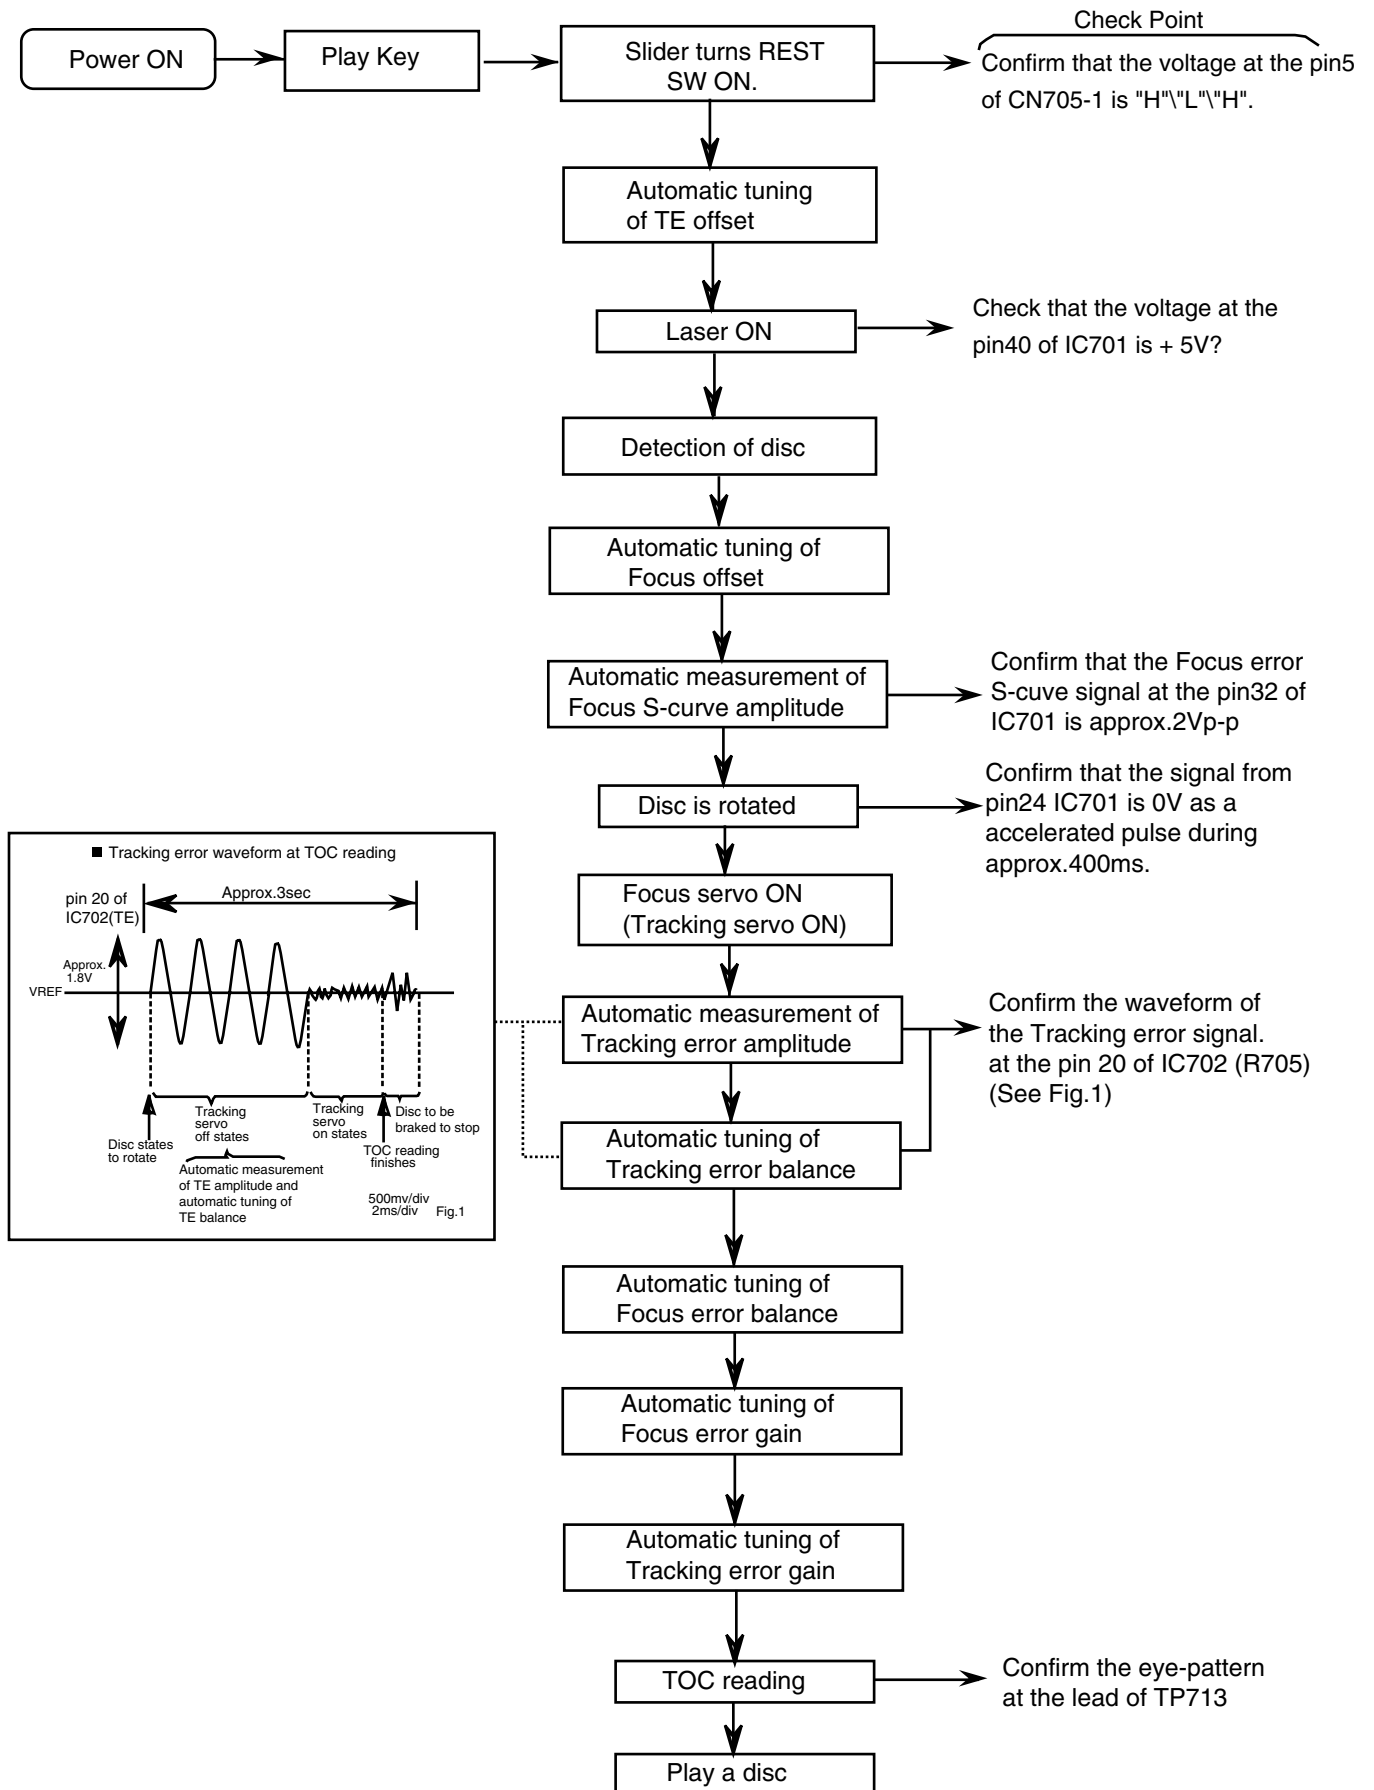 Check Point
Power ON
Play Key
Slider turns REST
SW ON.
Confirm that the voltage at the pin5
of CN705-1 is "H"\"L"\"H".
Automatic tuning
of TE offset
Laser ON
Check that the voltage at the
pin40 of IC701 is + 5V?
Detection of disc
Automatic tuning of
Focus offset
Automatic measurement of
Focus S-curve amplitude
Confirm that the Focus error
S-cuve signal at the pin32 of
IC701 is approx.2Vp-p
Disc is rotated
Confirm that the signal from
pin24 IC701 is 0V as a
accelerated pulse during
approx.400ms.
Focus servo ON
(Tracking servo ON)
■ Tracking error waveform at TOC reading
pin 20 of
IC702(TE)
Approx.3sec
Approx.
1.8V
VREF
Tracking
servo
off states
Tracking
servo
on states
Disc to be
braked to stop
Disc states
to rotate
TOC reading
finishes
Automatic measurement
of TE amplitude and
automatic tuning of
TE balance
500mv/div
2ms/div
Fig.1
Automatic measurement of
Tracking error amplitude
Confirm the waveform of
the Tracking error signal.
at the pin 20 of IC702 (R705)
(See Fig.1)
Automatic tuning of
Tracking error balance
Automatic tuning of
Focus error balance
Automatic tuning of
Focus error gain
Automatic tuning of
Tracking error gain
TOC reading
Confirm the eye-pattern
at the lead of TP713
Play a disc